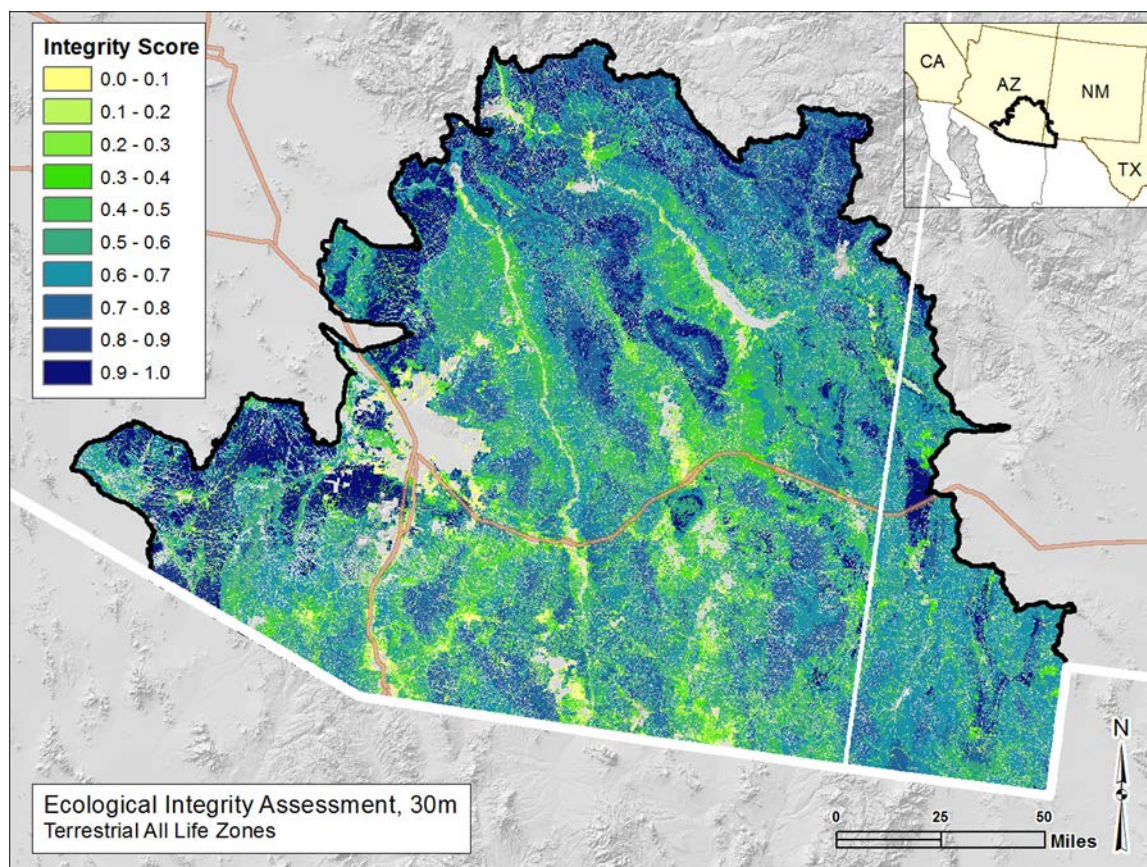 Integrity Score
0.0 - 0.1
0.1 - 0.2
0.2 - 0.3
0.3 - 0.4
0.4 - 0.5
0.5 - 0.6
0.6 - 0.7
0.7 - 0.8
0.8 - 0.9
0.9 - 1.0
CA
AZ
NM
TX
Ecological Integrity Assessment, 30m
Terrestrial All Life Zones
N
0 25 50
Miles